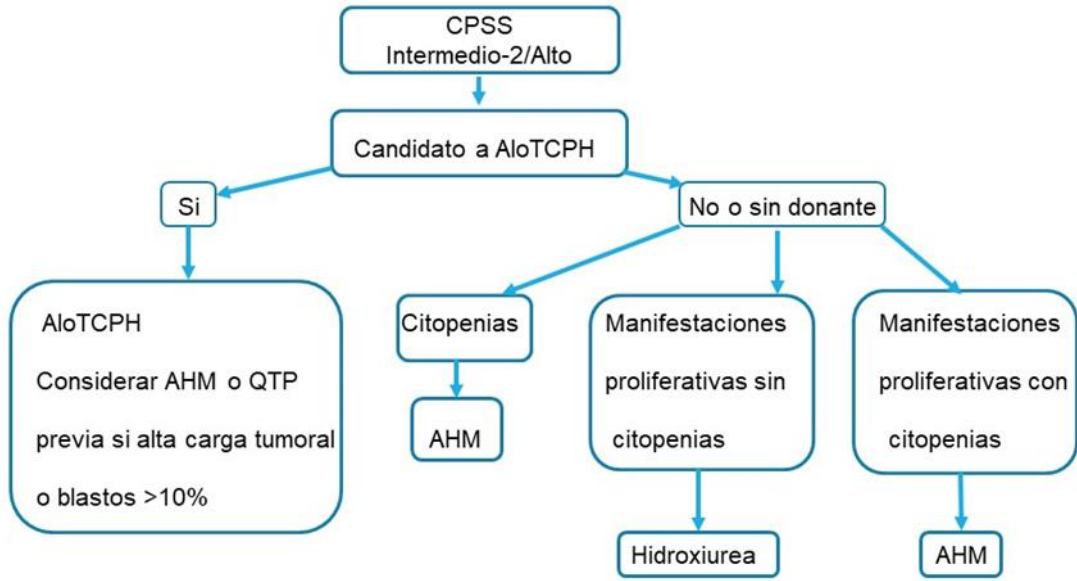 CPSS
Intermedio-2/Alto
Candidato a AloTCPH
Si
No o sin donante
AloTCPH
Considerar AHM o QTP
previa si alta carga tumoral
o blastos >10%
Citopenias
AHM
Manifestaciones
proliferativas sin
citopenias
Hidroxiurea
Manifestaciones
proliferativas con
citopenias
AHM